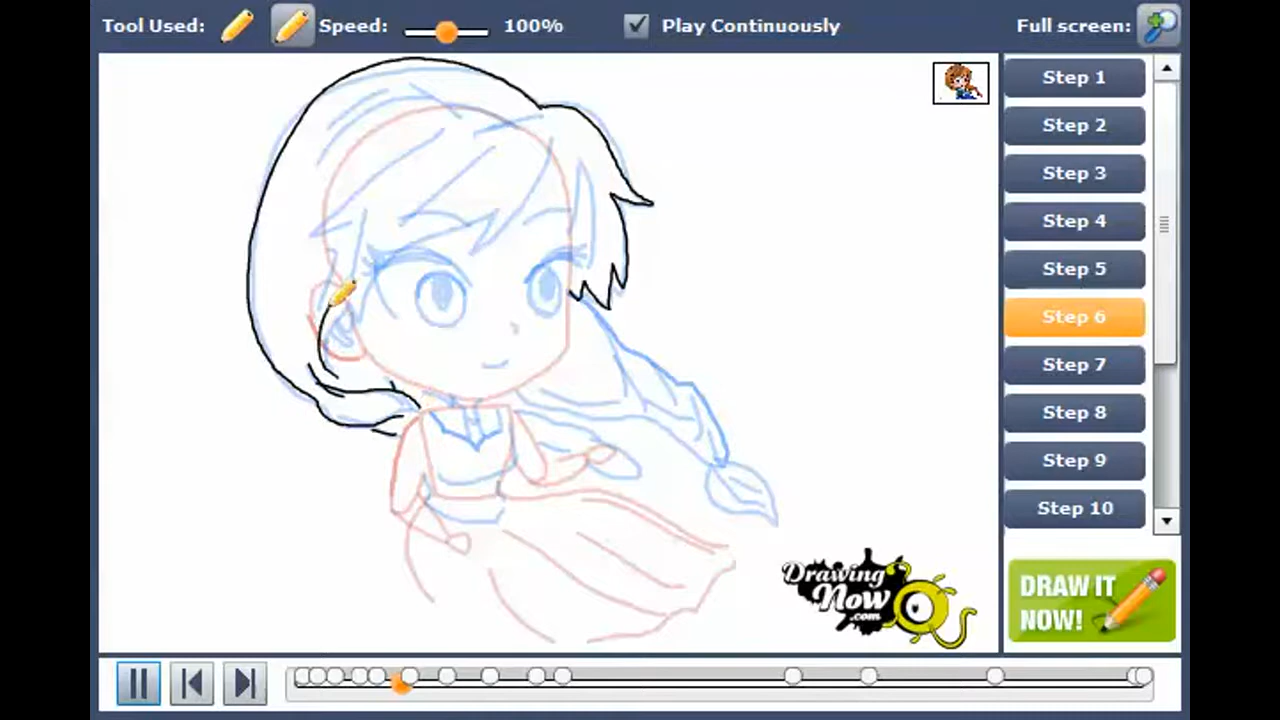 Tool Used: Speed: 100% Play Continuously Full screen:
Step 1
Step 2
Step 3
Step 4
Step 5
Step 6
Step 7
Step 8
Step 9
Step 10
Drawing
Now
.com
DRAW IT
NOW!